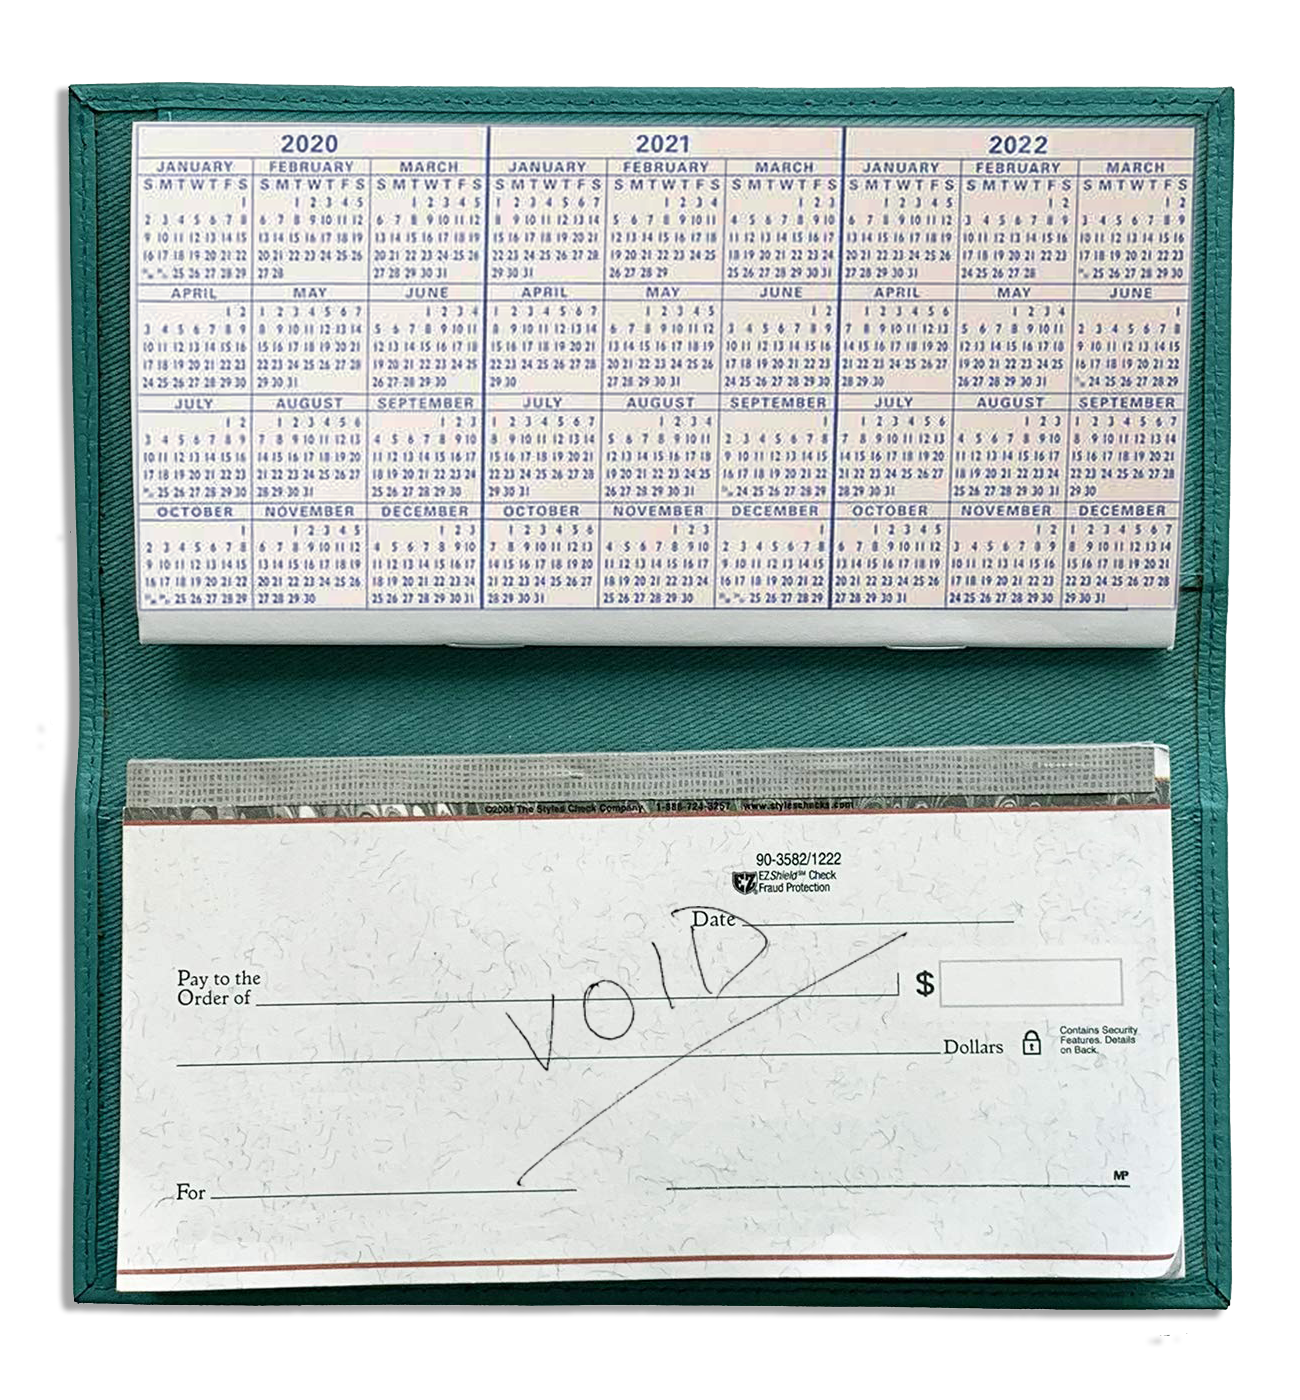 2020 2021 2022
JANUARY FEBRUARY MARCH JANUARY FEBRUARY MARCH JANUARY FEBRUARY MARCH
S M T W T F S S M T W T F S S M T W T F S S M T W T F S S M T W T F S S M T W T F S S M T W T F S S M T W T F S S M T W T F S
1 1 2 3 4 5 1 2 3 4 5 1 2 3 4 5 6 7 1 2 3 4 1 2 3 1 2 3 4 5 1 2 1 2
2 3 4 5 6 7 8 6 7 8 9 10 11 12 6 7 8 9 10 11 12 8 9 10 11 12 13 14 5 6 7 8 9 10 11 4 5 6 7 8 9 10 6 7 8 9 10 11 12 3 4 5 6 7 8 9 3 4 5 6 7 8 9
9 10 11 12 13 14 15 13 14 15 16 17 18 19 13 14 15 16 17 18 19 15 16 17 18 19 20 21 12 13 14 15 16 17 18 11 12 13 14 15 16 17 13 14 15 16 17 18 19 10 11 12 13 14 15 16 10 11 12 13 14 15 16
16 17 18 19 20 21 22 20 21 22 23 24 25 26 20 21 22 23 24 25 26 22 23 24 25 26 27 28 19 20 21 22 23 24 25 18 19 20 21 22 23 24 20 21 22 23 24 25 26 17 18 19 20 21 22 23 17 18 19 20 21 22 23
25 26 27 28 29 27 28 27 28 29 30 31 29 30 31 26 27 28 29 25 26 27 28 29 30 31 27 28 29 30 31 24 25 26 27 28 25 26 27 28 29 30
APRIL MAY JUNE APRIL MAY JUNE APRIL MAY JUNE
1 2 1 2 3 4 5 6 7 1 2 3 4 1 2 3 4 5 6 7 1 2 3 4 5 1 2 1 2 3 4 5 6 1 2 3 4 1
3 4 5 6 7 8 9 8 9 10 11 12 13 14 5 6 7 8 9 10 11 8 9 10 11 12 13 14 6 7 8 9 10 11 12 3 4 5 6 7 8 9 7 8 9 10 11 12 13 5 6 7 8 9 10 11 2 3 4 5 6 7 8
10 11 12 13 14 15 16 15 16 17 18 19 20 21 12 13 14 15 16 17 18 15 16 17 18 19 20 21 13 14 15 16 17 18 19 10 11 12 13 14 15 16 14 15 16 17 18 19 20 12 13 14 15 16 17 18 9 10 11 12 13 14 15
17 18 19 20 21 22 23 22 23 24 25 26 27 28 19 20 21 22 23 24 25 22 23 24 25 26 27 28 20 21 22 23 24 25 26 17 18 19 20 21 22 23 21 22 23 24 25 26 27 19 20 21 22 23 24 25 16 17 18 19 20 21 22
24 25 26 27 28 29 30 29 30 31 26 27 28 29 30 29 30 27 28 29 30 31 24 25 26 27 28 29 30 28 29 30 26 27 28 29 30 31 24 25 26 27 28 29
JULY AUGUST SEPTEMBER JULY AUGUST SEPTEMBER JULY AUGUST SEPTEMBER
1 2 1 2 3 4 5 6 1 2 3 1 2 3 4 5 6 7 1 2 3 4 1 1 2 3 4 5 6 1 2 3 1 2 3 4 5 6 7
3 4 5 6 7 8 9 7 8 9 10 11 12 13 4 5 6 7 8 9 10 8 9 10 11 12 13 14 5 6 7 8 9 10 11 2 3 4 5 6 7 8 7 8 9 10 11 12 13 4 5 6 7 8 9 10 8 9 10 11 12 13 14
10 11 12 13 14 15 16 14 15 16 17 18 19 20 11 12 13 14 15 16 17 15 16 17 18 19 20 21 12 13 14 15 16 17 18 9 10 11 12 13 14 15 14 15 16 17 18 19 20 11 12 13 14 15 16 17 15 16 17 18 19 20 21
17 18 19 20 21 22 23 21 22 23 24 25 26 27 18 19 20 21 22 23 24 22 23 24 25 26 27 28 19 20 21 22 23 24 25 16 17 18 19 20 21 22 21 22 23 24 25 26 27 18 19 20 21 22 23 24 22 23 24 25 26 27 28
25 26 27 28 29 30 28 29 30 31 25 26 27 28 29 30 29 30 31 26 27 28 29 30 31 24 25 26 27 28 29 28 29 30 31 25 26 27 28 29 30 31 29 30
OCTOBER NOVEMBER DECEMBER OCTOBER NOVEMBER DECEMBER OCTOBER NOVEMBER DECEMBER
1 1 2 3 4 5 1 2 3 1 2 3 4 5 6 1 2 3 1 1 2 3 4 5 1 2 1 2 3 4 5 6 7
2 3 4 5 6 7 8 6 7 8 9 10 11 12 4 5 6 7 8 9 10 7 8 9 10 11 12 13 4 5 6 7 8 9 10 2 3 4 5 6 7 8 6 7 8 9 10 11 12 3 4 5 6 7 8 9 8 9 10 11 12 13 14
9 10 11 12 13 14 15 13 14 15 16 17 18 19 11 12 13 14 15 16 17 14 15 16 17 18 19 20 11 12 13 14 15 16 17 9 10 11 12 13 14 15 13 14 15 16 17 18 19 10 11 12 13 14 15 16 15 16 17 18 19 20 21
16 17 18 19 20 21 22 20 21 22 23 24 25 26 18 19 20 21 22 23 24 21 22 23 24 25 26 27 18 19 20 21 22 23 24 16 17 18 19 20 21 22 20 21 22 23 24 25 26 17 18 19 20 21 22 23 22 23 24 25 26 27 28
25 26 27 28 29 27 28 29 30 25 26 27 28 29 30 31 28 29 30 31 25 26 27 28 29 30 25 26 27 28 29 27 28 29 30 31 24 25 26 27 28 29 30 29 30 31
©2008 The Styles Check Company 1-888-724-3257 www.styleschecks.com
90-3582/1222
EZ EZShield℠ Check
Fraud Protection
Date
VOID
Pay to the
Order of $
Dollars
Contains Security
Features. Details
on Back.
For MP